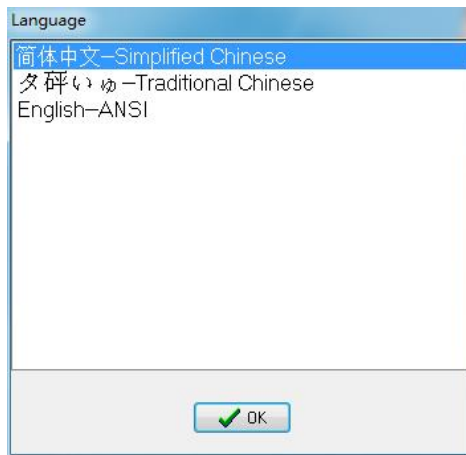 Language
简体中文–Simplified Chinese
タ砰いゅ–Traditional Chinese
English–ANSI
OK